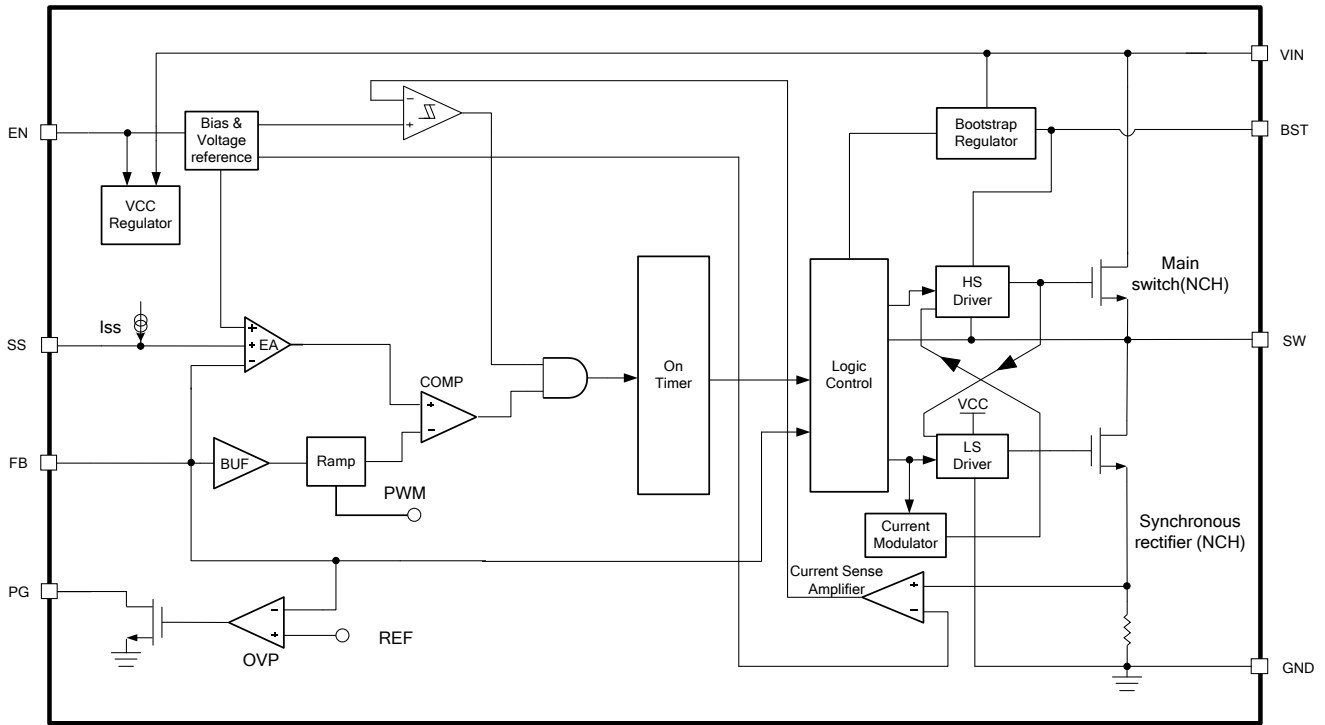 VIN
EN
Bias &
Voltage
reference
-
+
Bootstrap
Regulator
BST
VCC
Regulator
Main
switch(NCH)
HS
Driver
Iss
SS
+
+
-
EA
SW
On
Timer
Logic
Control
COMP
+
-
VCC
FB
BUF
Ramp
LS
Driver
PWM
Current
Modulator
Synchronous
rectifier (NCH)
Current Sense
Amplifier
+
-
PG
-
+
REF
OVP
GND